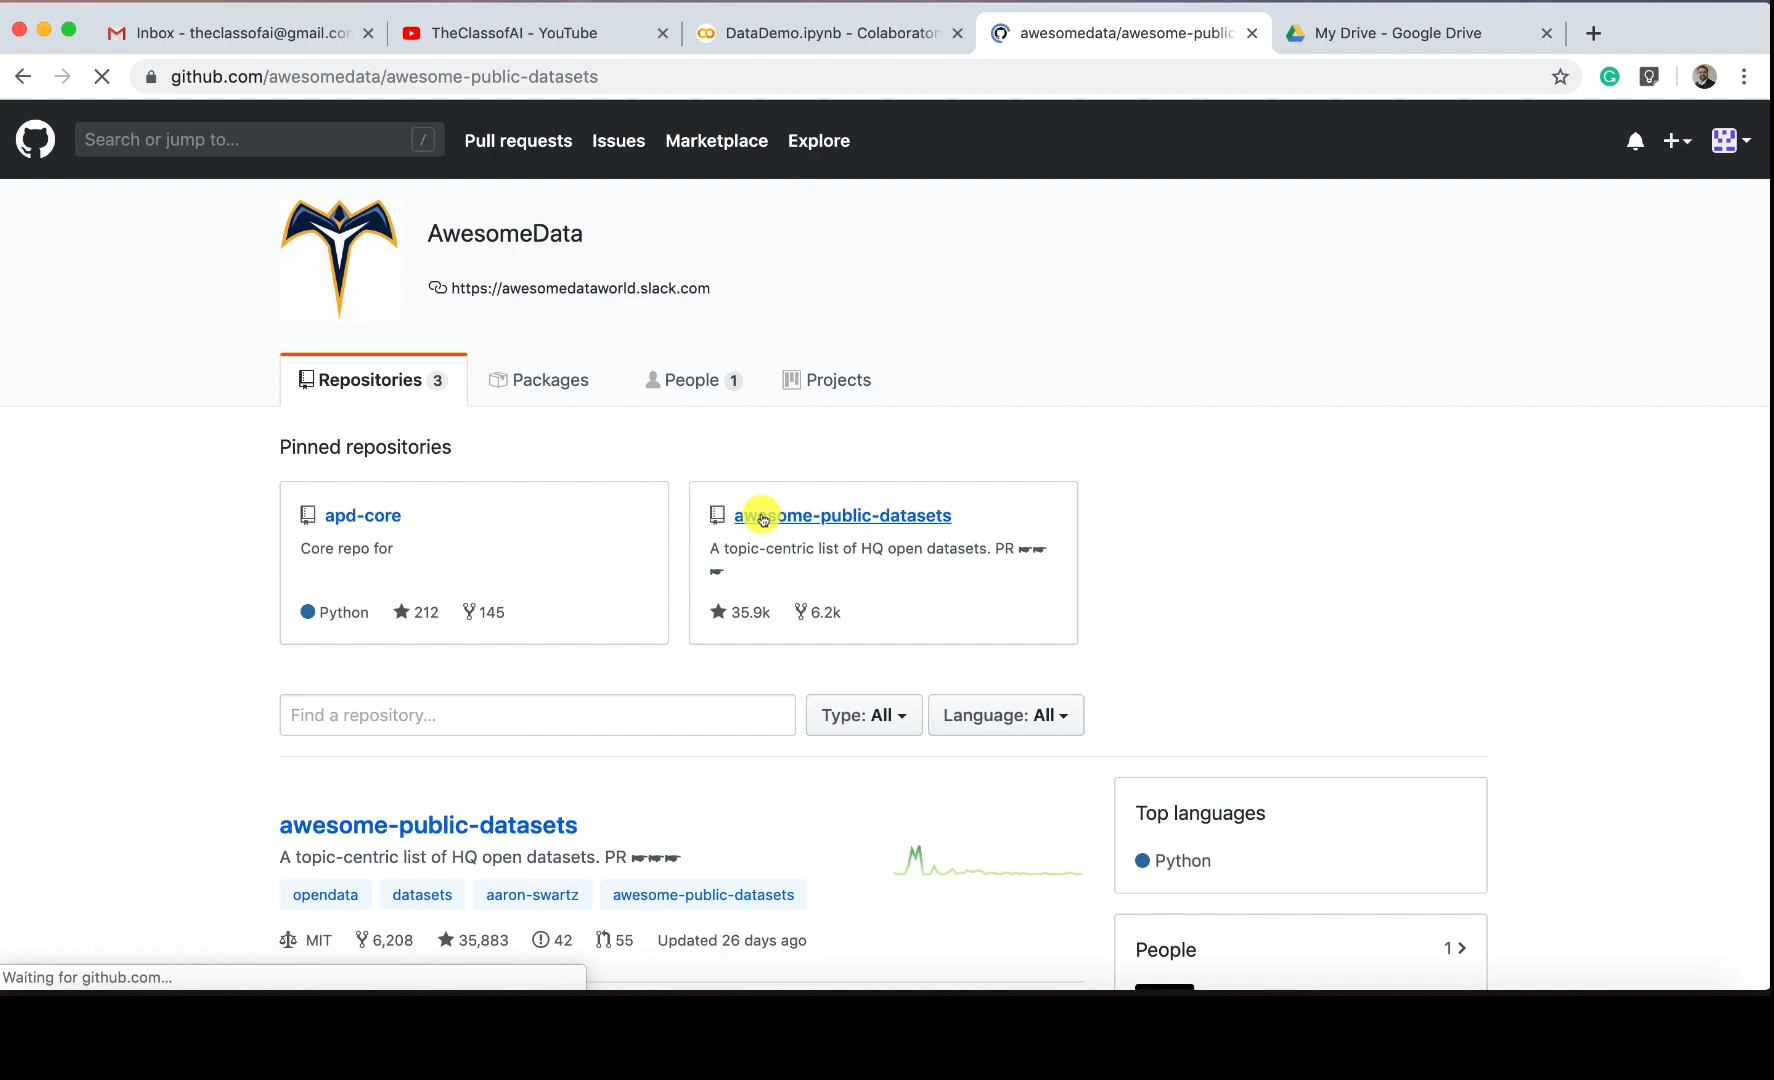 Inbox - theclassofai@gmail.con
TheClassofAI - YouTube
DataDemo.ipynb - Colaborator
awesomedata/awesome-public
My Drive - Google Drive
github.com/awesomedata/awesome-public-datasets
Search or jump to...
/
Pull requests
Issues
Marketplace
Explore
AwesomeData
https://awesomedataworld.slack.com
Repositories 3
Packages
People 1
Projects
Pinned repositories
apd-core
Core repo for
Python 212 145
awesome-public-datasets
A topic-centric list of HQ open datasets. PR
35.9k 6.2k
Find a repository...
Type: All
Language: All
awesome-public-datasets
A topic-centric list of HQ open datasets. PR
opendata datasets aaron-swartz awesome-public-datasets
MIT 6,208 35,883 42 55 Updated 26 days ago
Top languages
Python
People 1
Waiting for github.com...